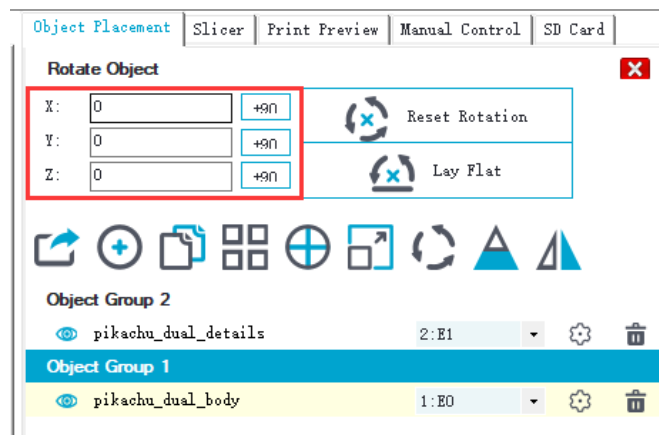 Object Placement Slicer Print Preview Manual Control SD Card
Rotate Object
X: 0 +90 Reset Rotation
Y: 0 +90
Z: 0 +90 Lay Flat
Object Group 2
pikachu_dual_details 2:E1
Object Group 1
pikachu_dual_body 1:E0